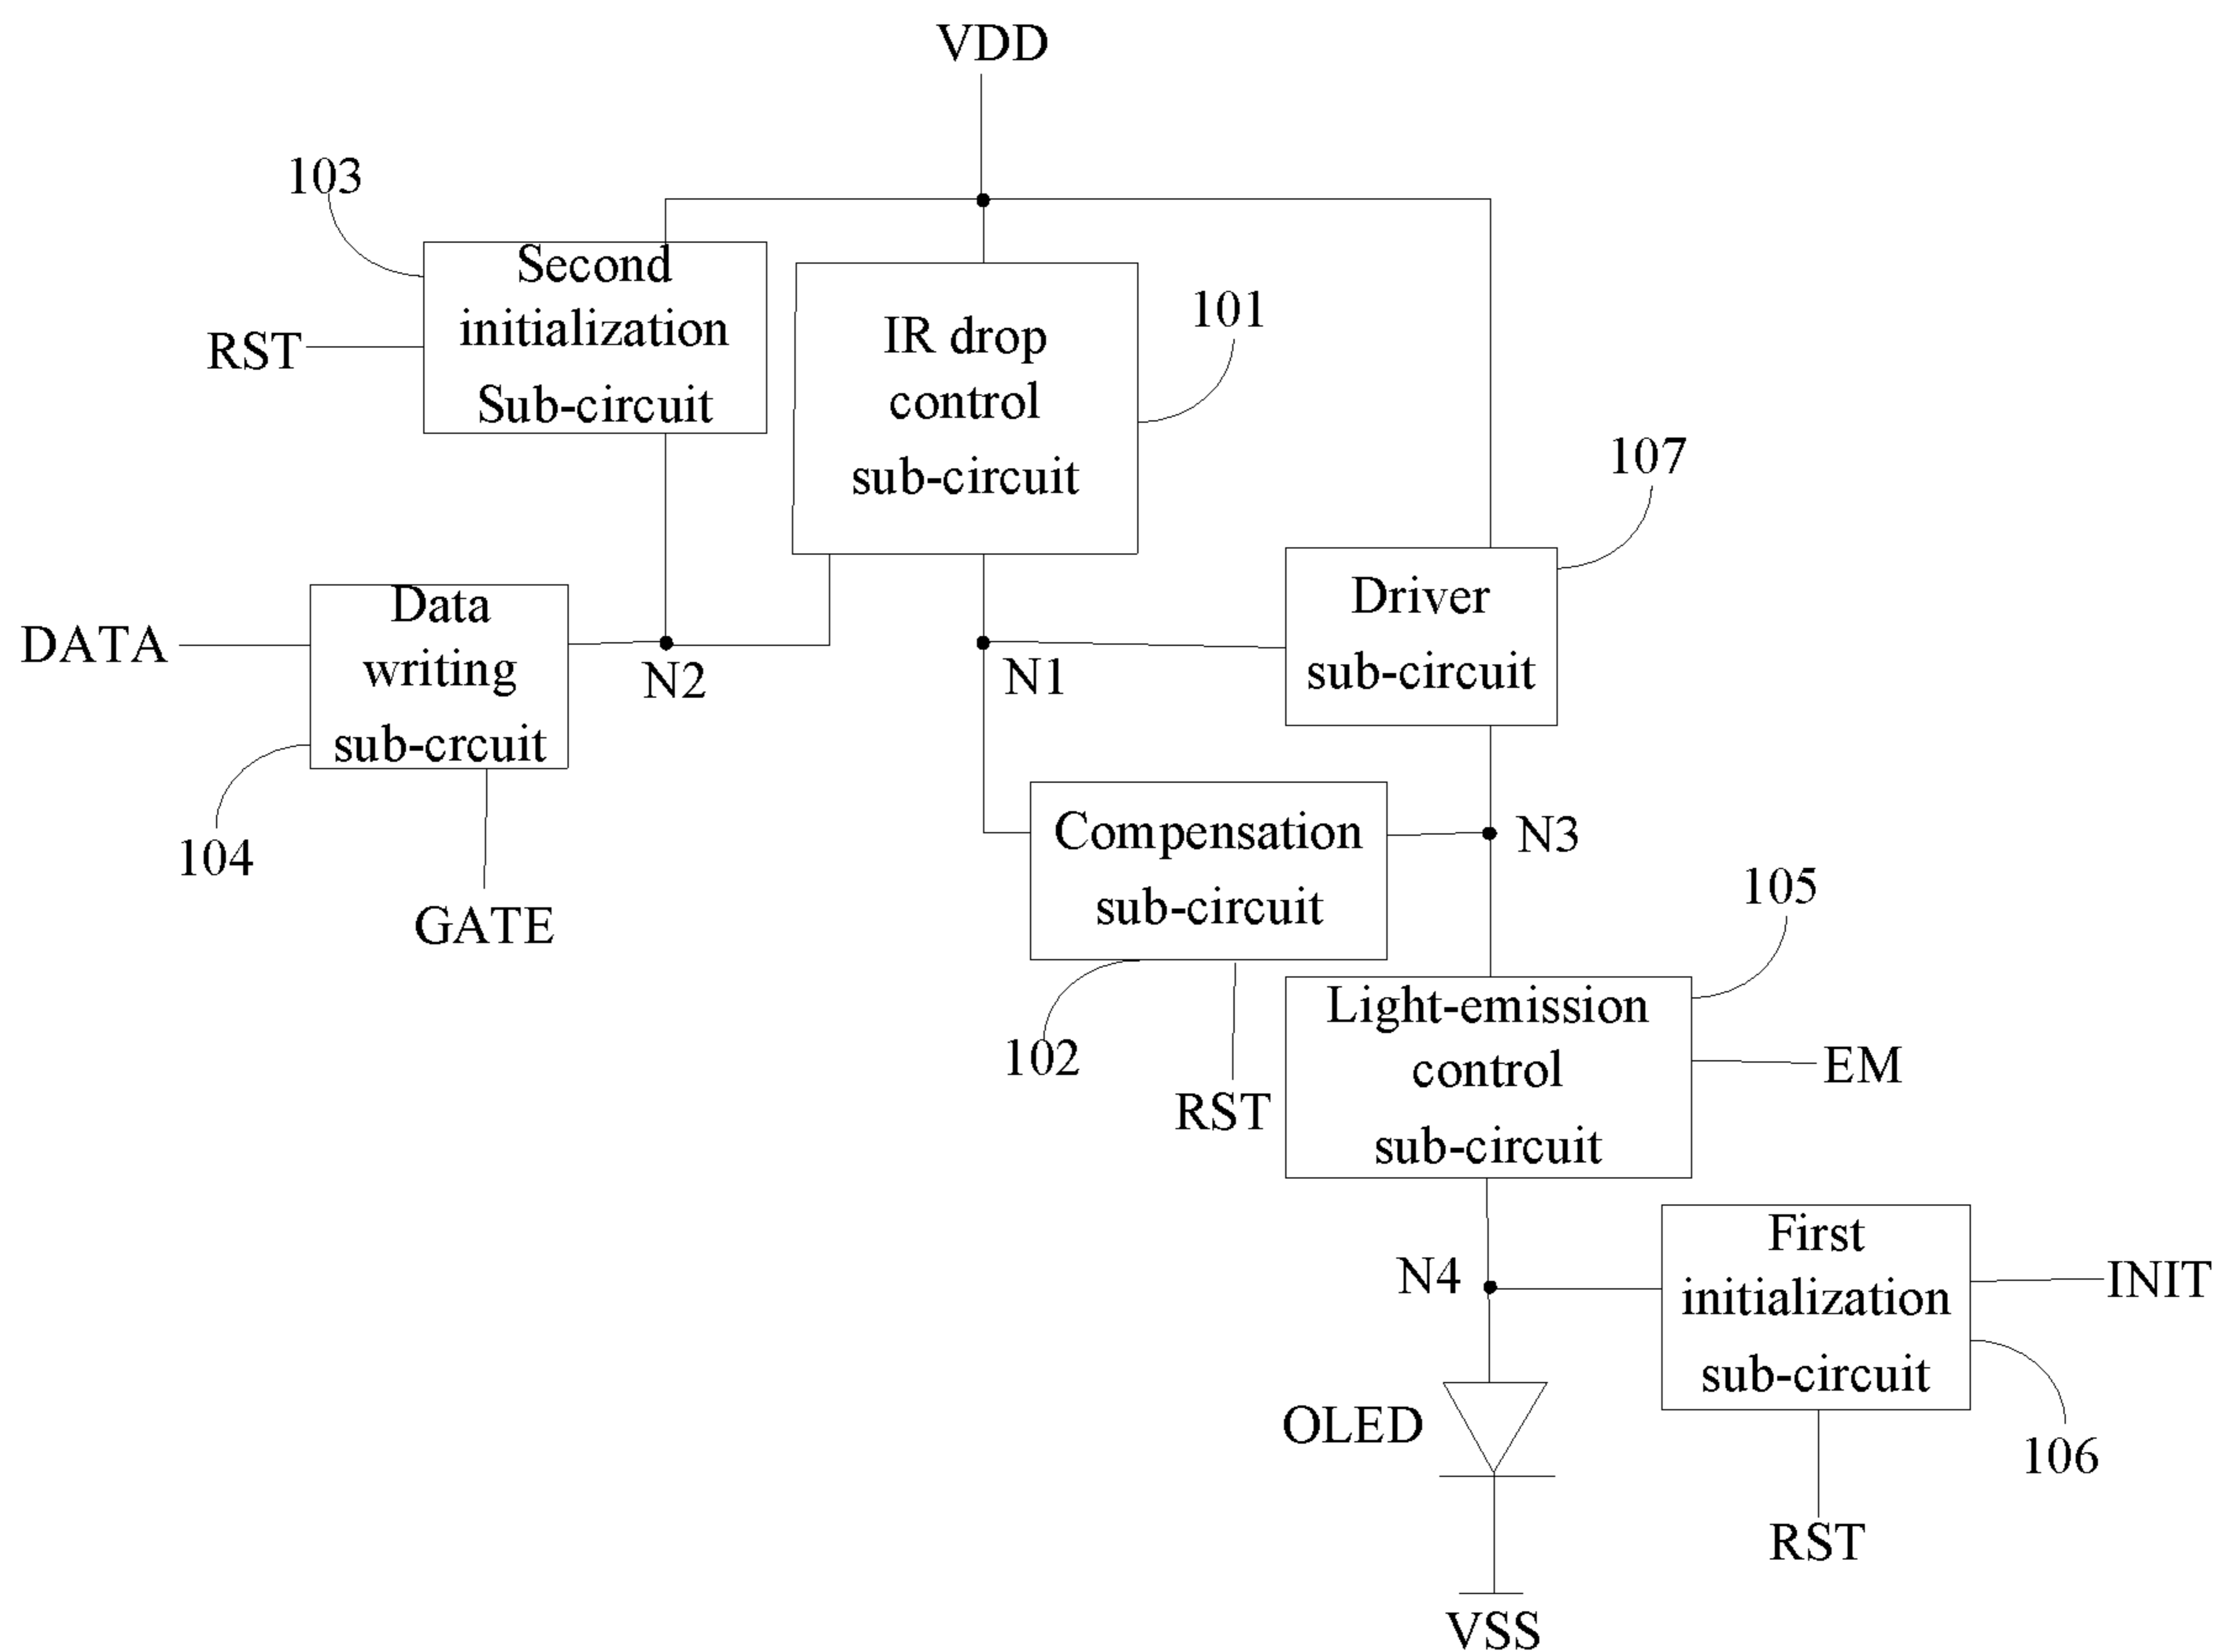 VDD
103
Second
initialization
Sub-circuit
RST
IR drop
control
sub-circuit
101
107
Driver
sub-circuit
DATA
Data
writing
sub-crcuit
N2
N1
104
GATE
Compensation
sub-circuit
N3
102
RST
105
Light-emission
control
sub-circuit
EM
N4
First
initialization
sub-circuit
INIT
OLED
106
RST
VSS